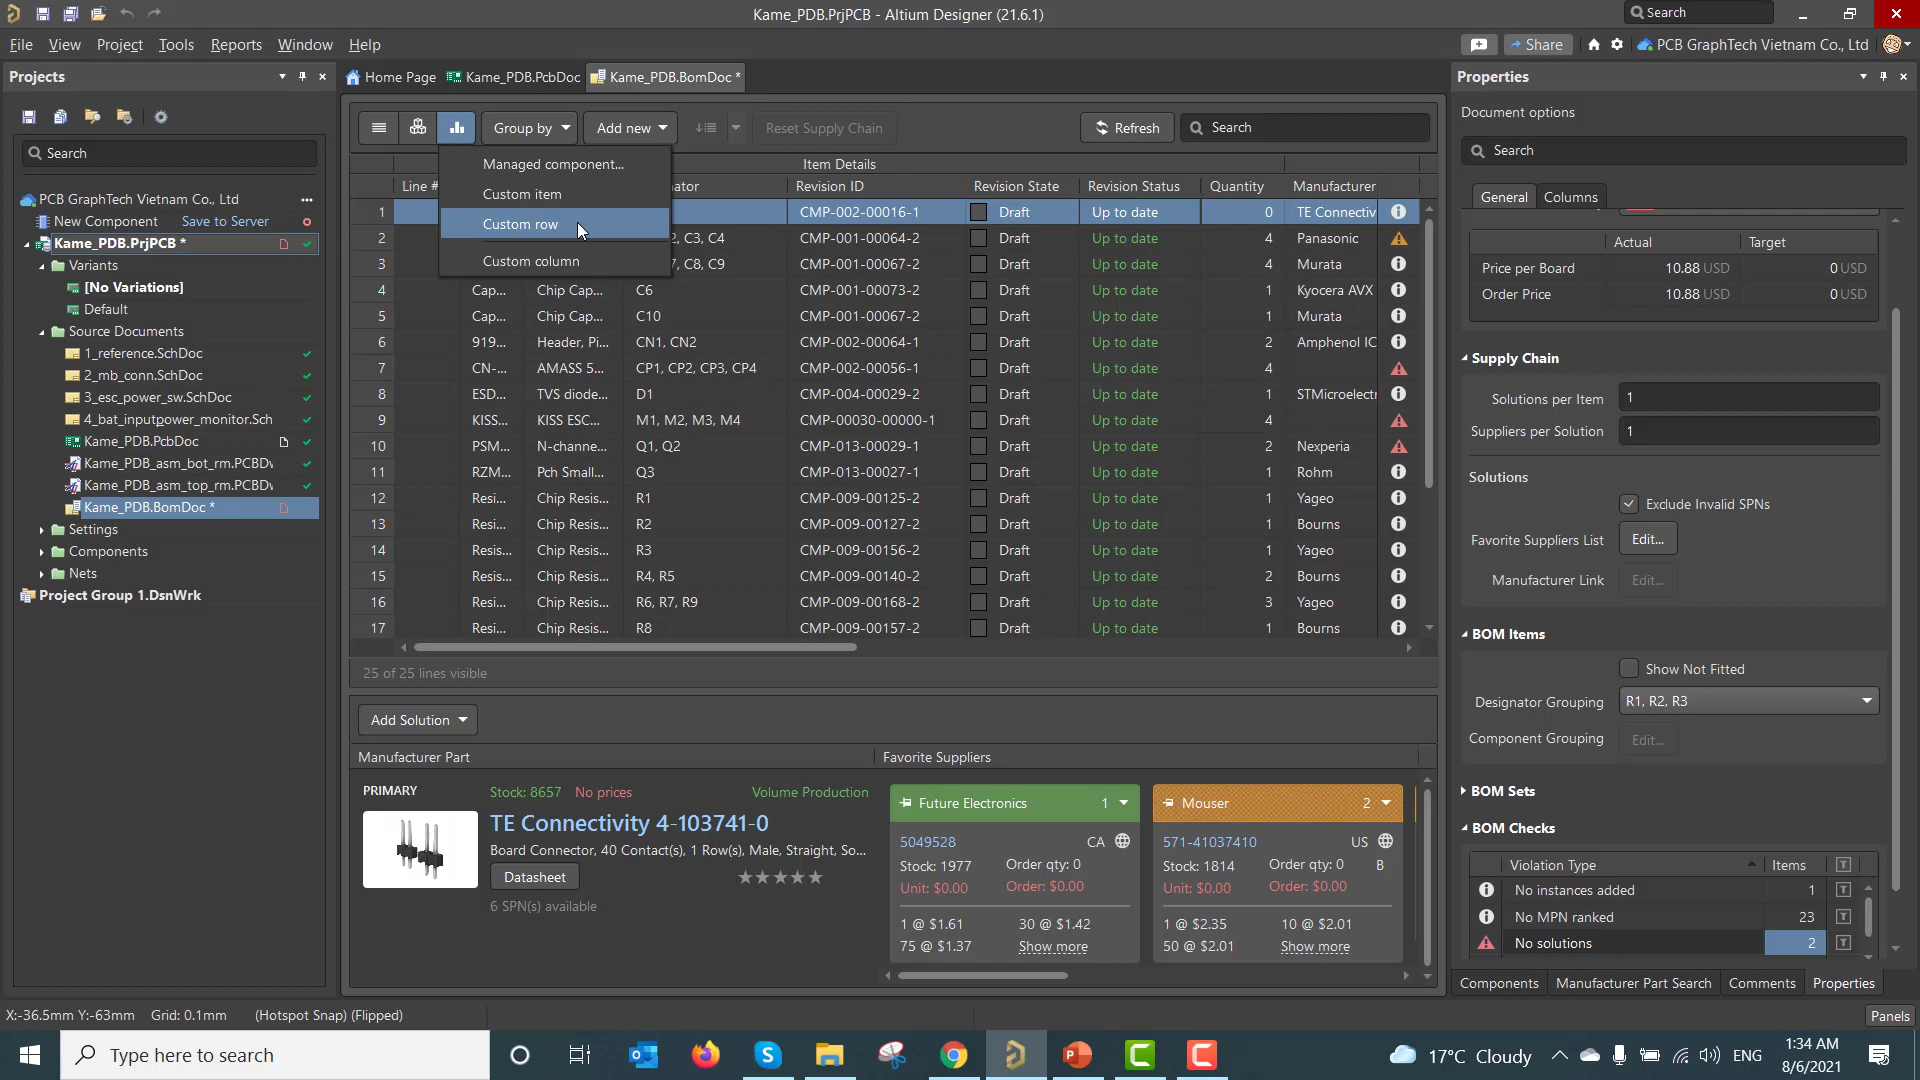 Kame_PDB.PrjPCB - Altium Designer (21.6.1)
Search
File View Project Tools Reports Window Help
Share
PCB GraphTech Vietnam Co., Ltd
Projects
Home Page
Kame_PDB.PcbDoc
Kame_PDB.BomDoc *
Properties
Search
PCB GraphTech Vietnam Co., Ltd
New Component Save to Server
Kame_PDB.PrjPCB *
Variants
[No Variations]
Default
Source Documents
1_reference.SchDoc
2_mb_conn.SchDoc
3_esc_power_sw.SchDoc
4_bat_inputpower_monitor.Sch
Kame_PDB.PcbDoc
Kame_PDB_asm_bot_rm.PCBDv
Kame_PDB_asm_top_rm.PCBDv
Kame_PDB.BomDoc *
Settings
Components
Nets
Project Group 1.DsnWrk
Group by
Add new
Reset Supply Chain
Refresh
Search
Managed component...
Custom item
Custom row
Custom column
Item Details
Line # ator Revision ID Revision State Revision Status Quantity Manufacturer
1 CMP-002-00016-1 Draft Up to date 0 TE Connectiv
2 2, C3, C4 CMP-001-00064-2 Draft Up to date 4 Panasonic
3 7, C8, C9 CMP-001-00067-2 Draft Up to date 4 Murata
4 Cap... Chip Cap... C6 CMP-001-00073-2 Draft Up to date 1 Kyocera AVX
5 Cap... Chip Cap... C10 CMP-001-00067-2 Draft Up to date 1 Murata
6 919... Header, Pi... CN1, CN2 CMP-002-00064-1 Draft Up to date 2 Amphenol IC
7 CN-... AMASS 5... CP1, CP2, CP3, CP4 CMP-002-00056-1 Draft Up to date 4
8 ESD... TVS diode... D1 CMP-004-00029-2 Draft Up to date 1 STMicroelectr
9 KISS... KISS ESC... M1, M2, M3, M4 CMP-00030-00000-1 Draft Up to date 4
10 PSM... N-channe... Q1, Q2 CMP-013-00029-1 Draft Up to date 2 Nexperia
11 RZM... Pch Small... Q3 CMP-013-00027-1 Draft Up to date 1 Rohm
12 Resis... Chip Resis... R1 CMP-009-00125-2 Draft Up to date 1 Yageo
13 Resis... Chip Resis... R2 CMP-009-00124-2 Draft Up to date 1 Bourns
14 Resis... Chip Resis... R3 CMP-009-00156-2 Draft Up to date 1 Yageo
15 Resis... Chip Resis... R4, R5 CMP-009-00140-2 Draft Up to date 2 Bourns
16 Resi... Chip Resis... R6, R7, R9 CMP-009-00168-2 Draft Up to date 3 Yageo
17 Resi... Chip Resis... R8 CMP-009-00157-2 Draft Up to date 1 Bourns
25 of 25 lines visible
Add Solution
Manufacturer Part
Favorite Suppliers
PRIMARY
Stock: 8657 No prices Volume Production
TE Connectivity 4-103741-0
Board Connector, 40 Contact(s), 1 Row(s), Male, Straight, So...
Datasheet
6 SPN(s) available
Future Electronics 1
5049528 CA
Stock: 1977 Order qty: 0
Unit: $0.00 Order: $0.00
1 @ $1.61 30 @ $1.42
75 @ $1.37 Show more
Mouser 2
571-41037410 US
Stock: 1814 Order qty: 0 B
Unit: $0.00 Order: $0.00
1 @ $2.35 10 @ $2.01
50 @ $2.01 Show more
Document options
Search
General Columns
Actual Target
Price per Board 10.88 USD 0 USD
Order Price 10.88 USD 0 USD
Supply Chain
Solutions per Item 1
Suppliers per Solution 1
Solutions
Exclude Invalid SPNs
Favorite Suppliers List Edit...
Manufacturer Link Edit...
BOM Items
Show Not Fitted
Designator Grouping R1, R2, R3
Component Grouping Edit...
BOM Sets
BOM Checks
Violation Type Items
No instances added 1
No MPN ranked 23
No solutions 2
Components Manufacturer Part Search Comments Properties
X:-36.5mm Y:-63mm Grid: 0.1mm (Hotspot Snap) (Flipped)
Panels
Type here to search
17°C Cloudy
ENG
1:34 AM
8/6/2021